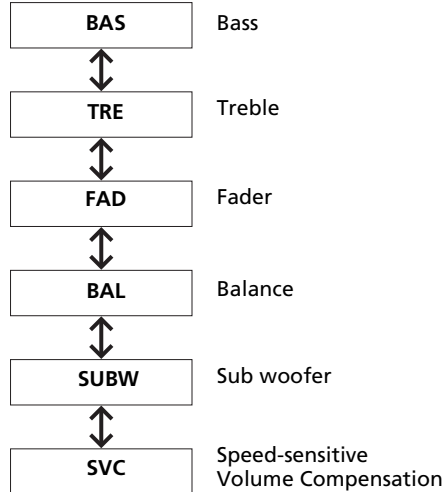 BAS Bass
TRE Treble
FAD Fader
BAL Balance
SUBW Sub woofer
SVC Speed-sensitive
Volume Compensation